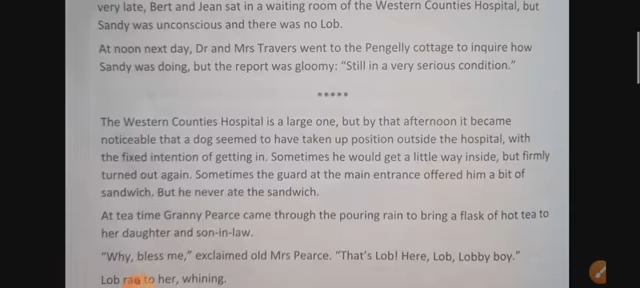 very late, Bert and Jean sat in a waiting room of the Western Counties Hospital, but
Sandy was unconscious and there was no Lob.
At noon next day, Dr and Mrs Travers went to the Pengelly cottage to inquire how
Sandy was doing, but the report was gloomy: “Still in a very serious condition.”
*****
The Western Counties Hospital is a large one, but by that afternoon it became
noticeable that a dog seemed to have taken up position outside the hospital, with
the fixed intention of getting in. Sometimes he would get a little way inside, but firmly
turned out again. Sometimes the guard at the main entrance offered him a bit of
sandwich. But he never ate the sandwich.
At tea time Granny Pearce came through the pouring rain to bring a flask of hot tea to
her daughter and son-in-law.
“Why, bless me,” exclaimed old Mrs Pearce. “That’s Lob! Here, Lob, Lobby boy.”
Lob ran to her, whining.